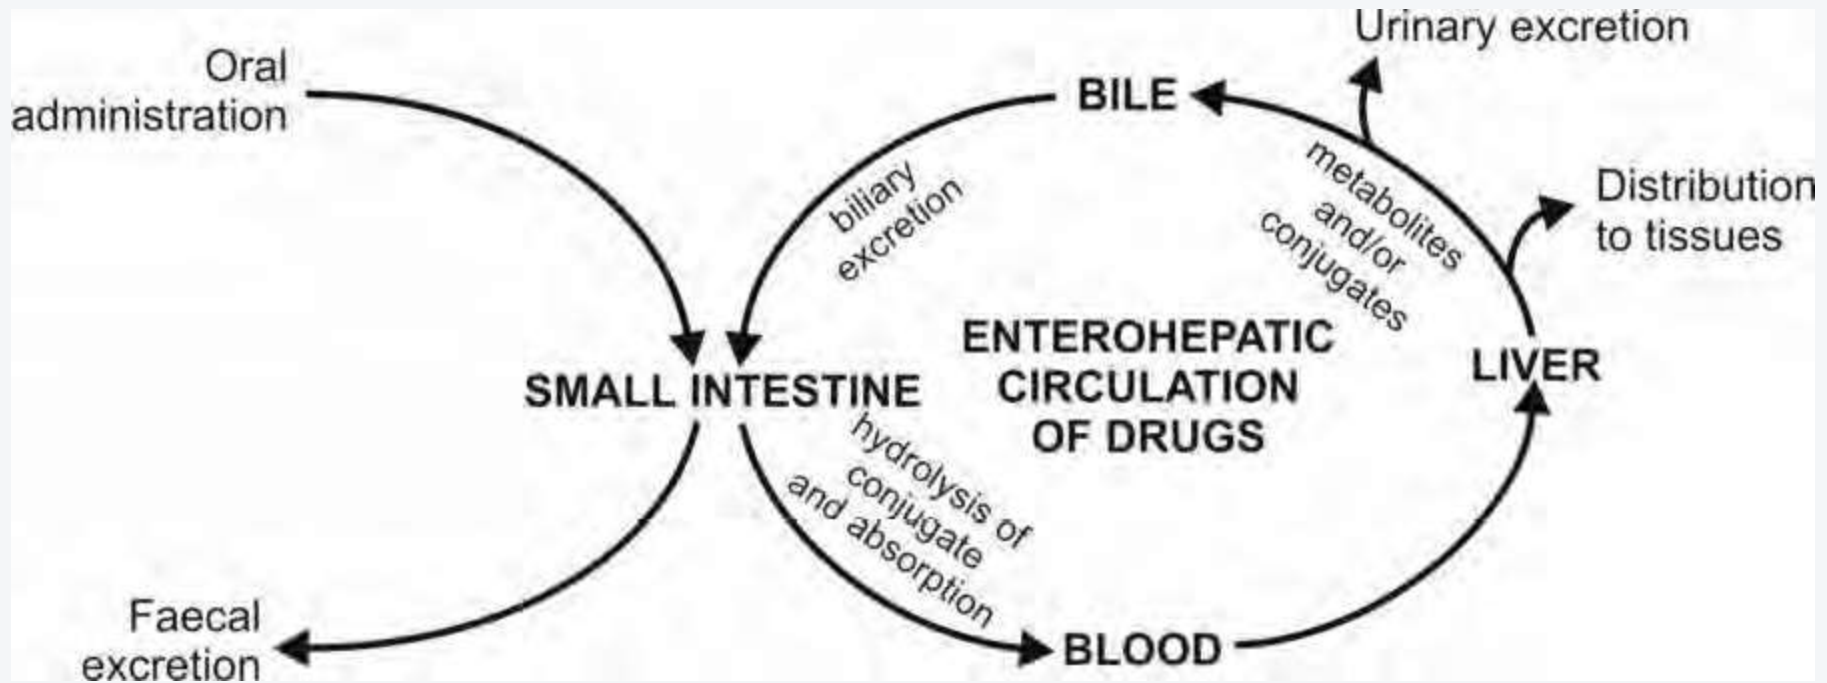 Urinary excretion
Oral
administration
BILE
biliary
excretion
metabolites
and/or
conjugates
Distribution
to tissues
ENTEROHEPATIC
CIRCULATION
OF DRUGS
LIVER
SMALL INTESTINE
hydrolysis of
conjugate
and absorption
Faecal
excretion
BLOOD